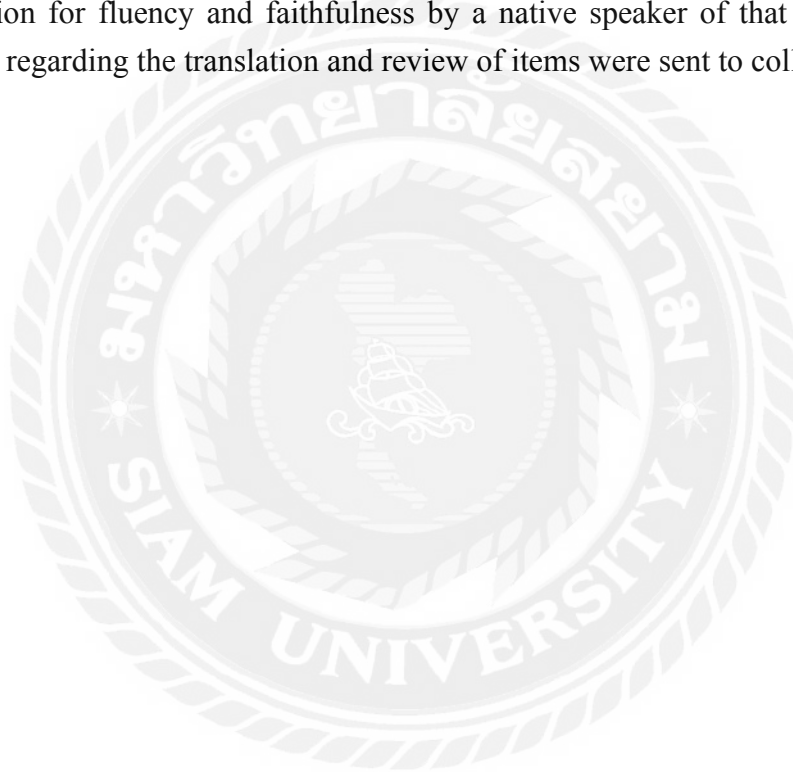 ion for fluency and faithfulness by a native speaker of that
regarding the translation and review of items were sent to col
มหาวิทยาลัยสยาม
SIAM UNIVERSITY